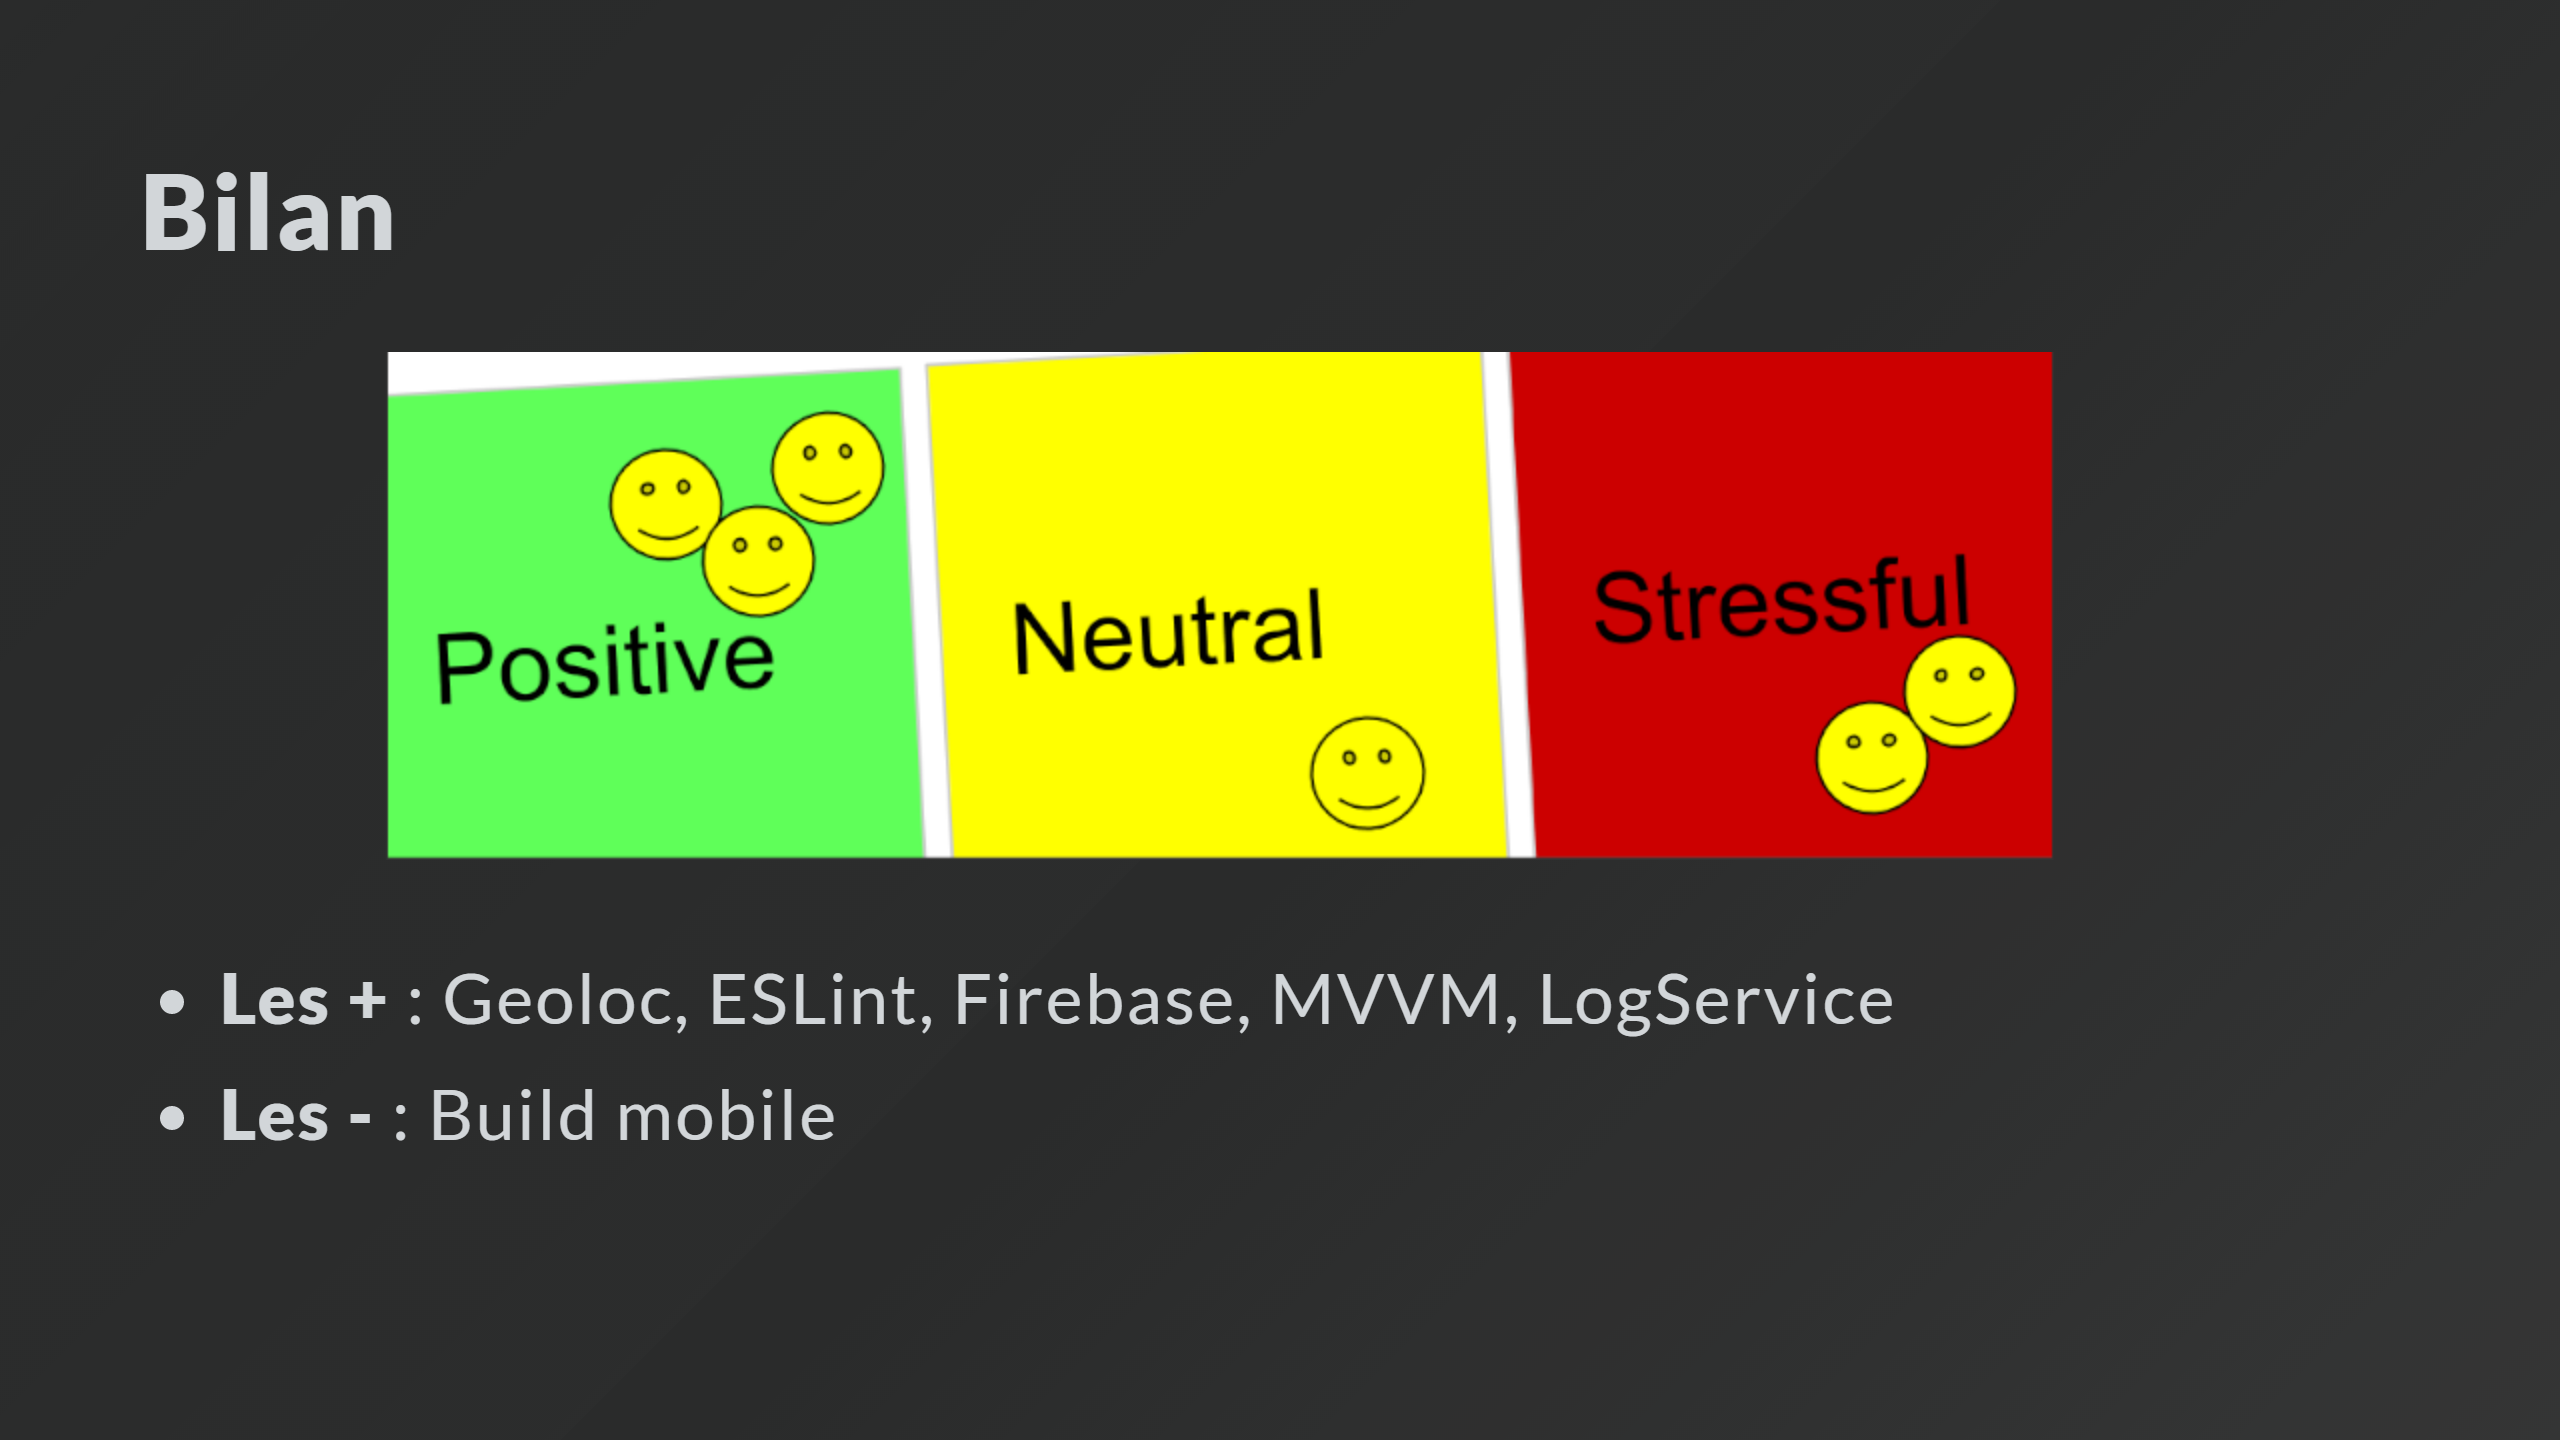 Bilan
Positive
Neutral
Stressful
Les + : Geoloc, ESLint, Firebase, MVVM, LogService
Les - : Build mobile